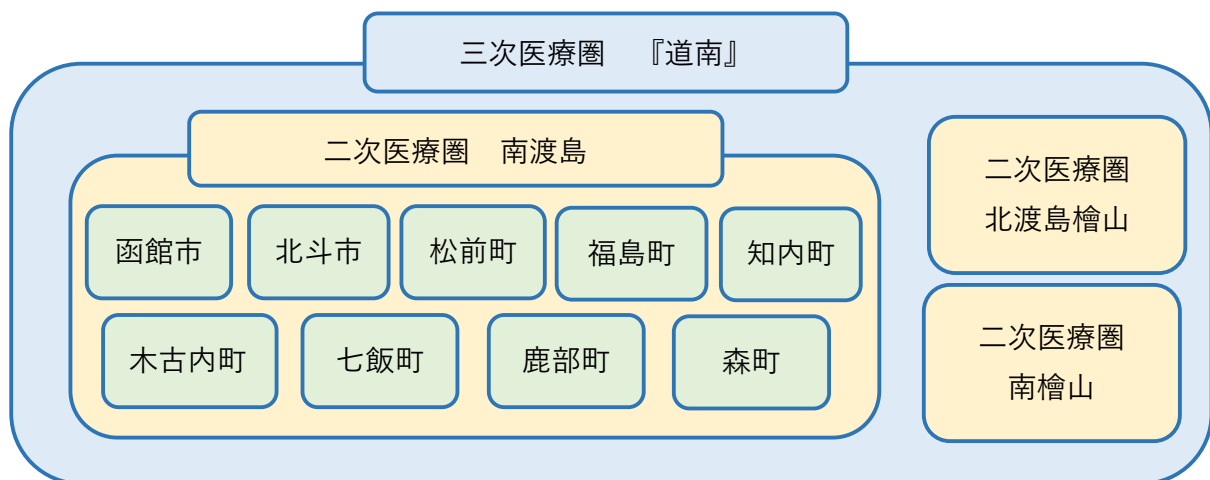 三次医療圏　『道南』
二次医療圏　南渡島
函館市
北斗市
松前町
福島町
知内町
木古内町
七飯町
鹿部町
森町
二次医療圏
北渡島檜山
二次医療圏
南檜山